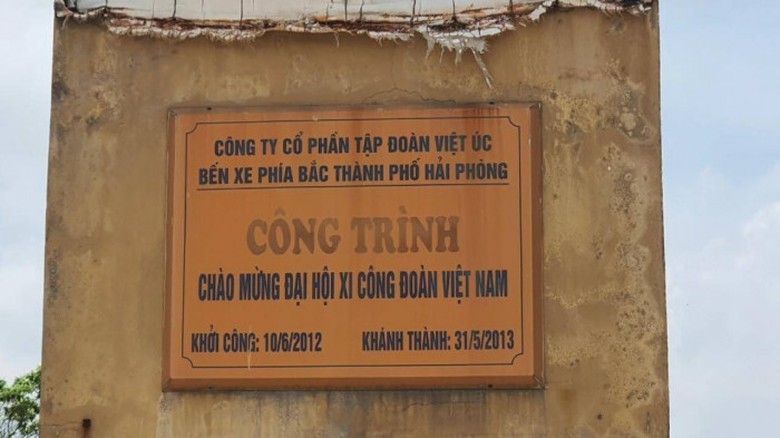 CÔNG TY CỔ PHẦN TẬP ĐOÀN VIỆT ÚC
BẾN XE PHÍA BẮC THÀNH PHỐ HẢI PHÒNG
CÔNG TRÌNH
CHÀO MỪNG ĐẠI HỘI XI CÔNG ĐOÀN VIỆT NAM
KHỞI CÔNG: 10/6/2012 KHÁNH THÀNH: 31/5/2013